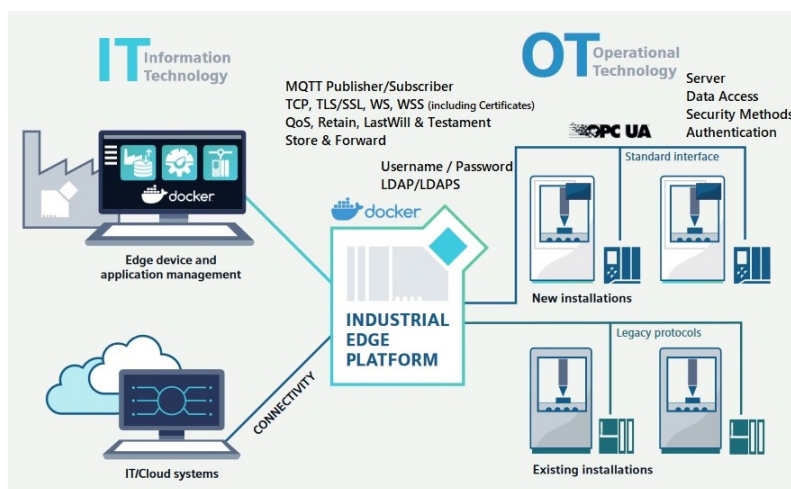 IT Information
Technology
OT Operational
Technology
MQTT Publisher/Subscriber
TCP, TLS/SSL, WS, WSS (including Certificates)
QoS, Retain, LastWill & Testament
Store & Forward
Username / Password
LDAP/LDAPS
docker
Server
Data Access
Security Methods
Authentication
OPC UA
Standard interface
docker
Edge device and
application management
INDUSTRIAL
EDGE
PLATFORM
New installations
Legacy protocols
CONNECTIVITY
IT/Cloud systems
Existing installations